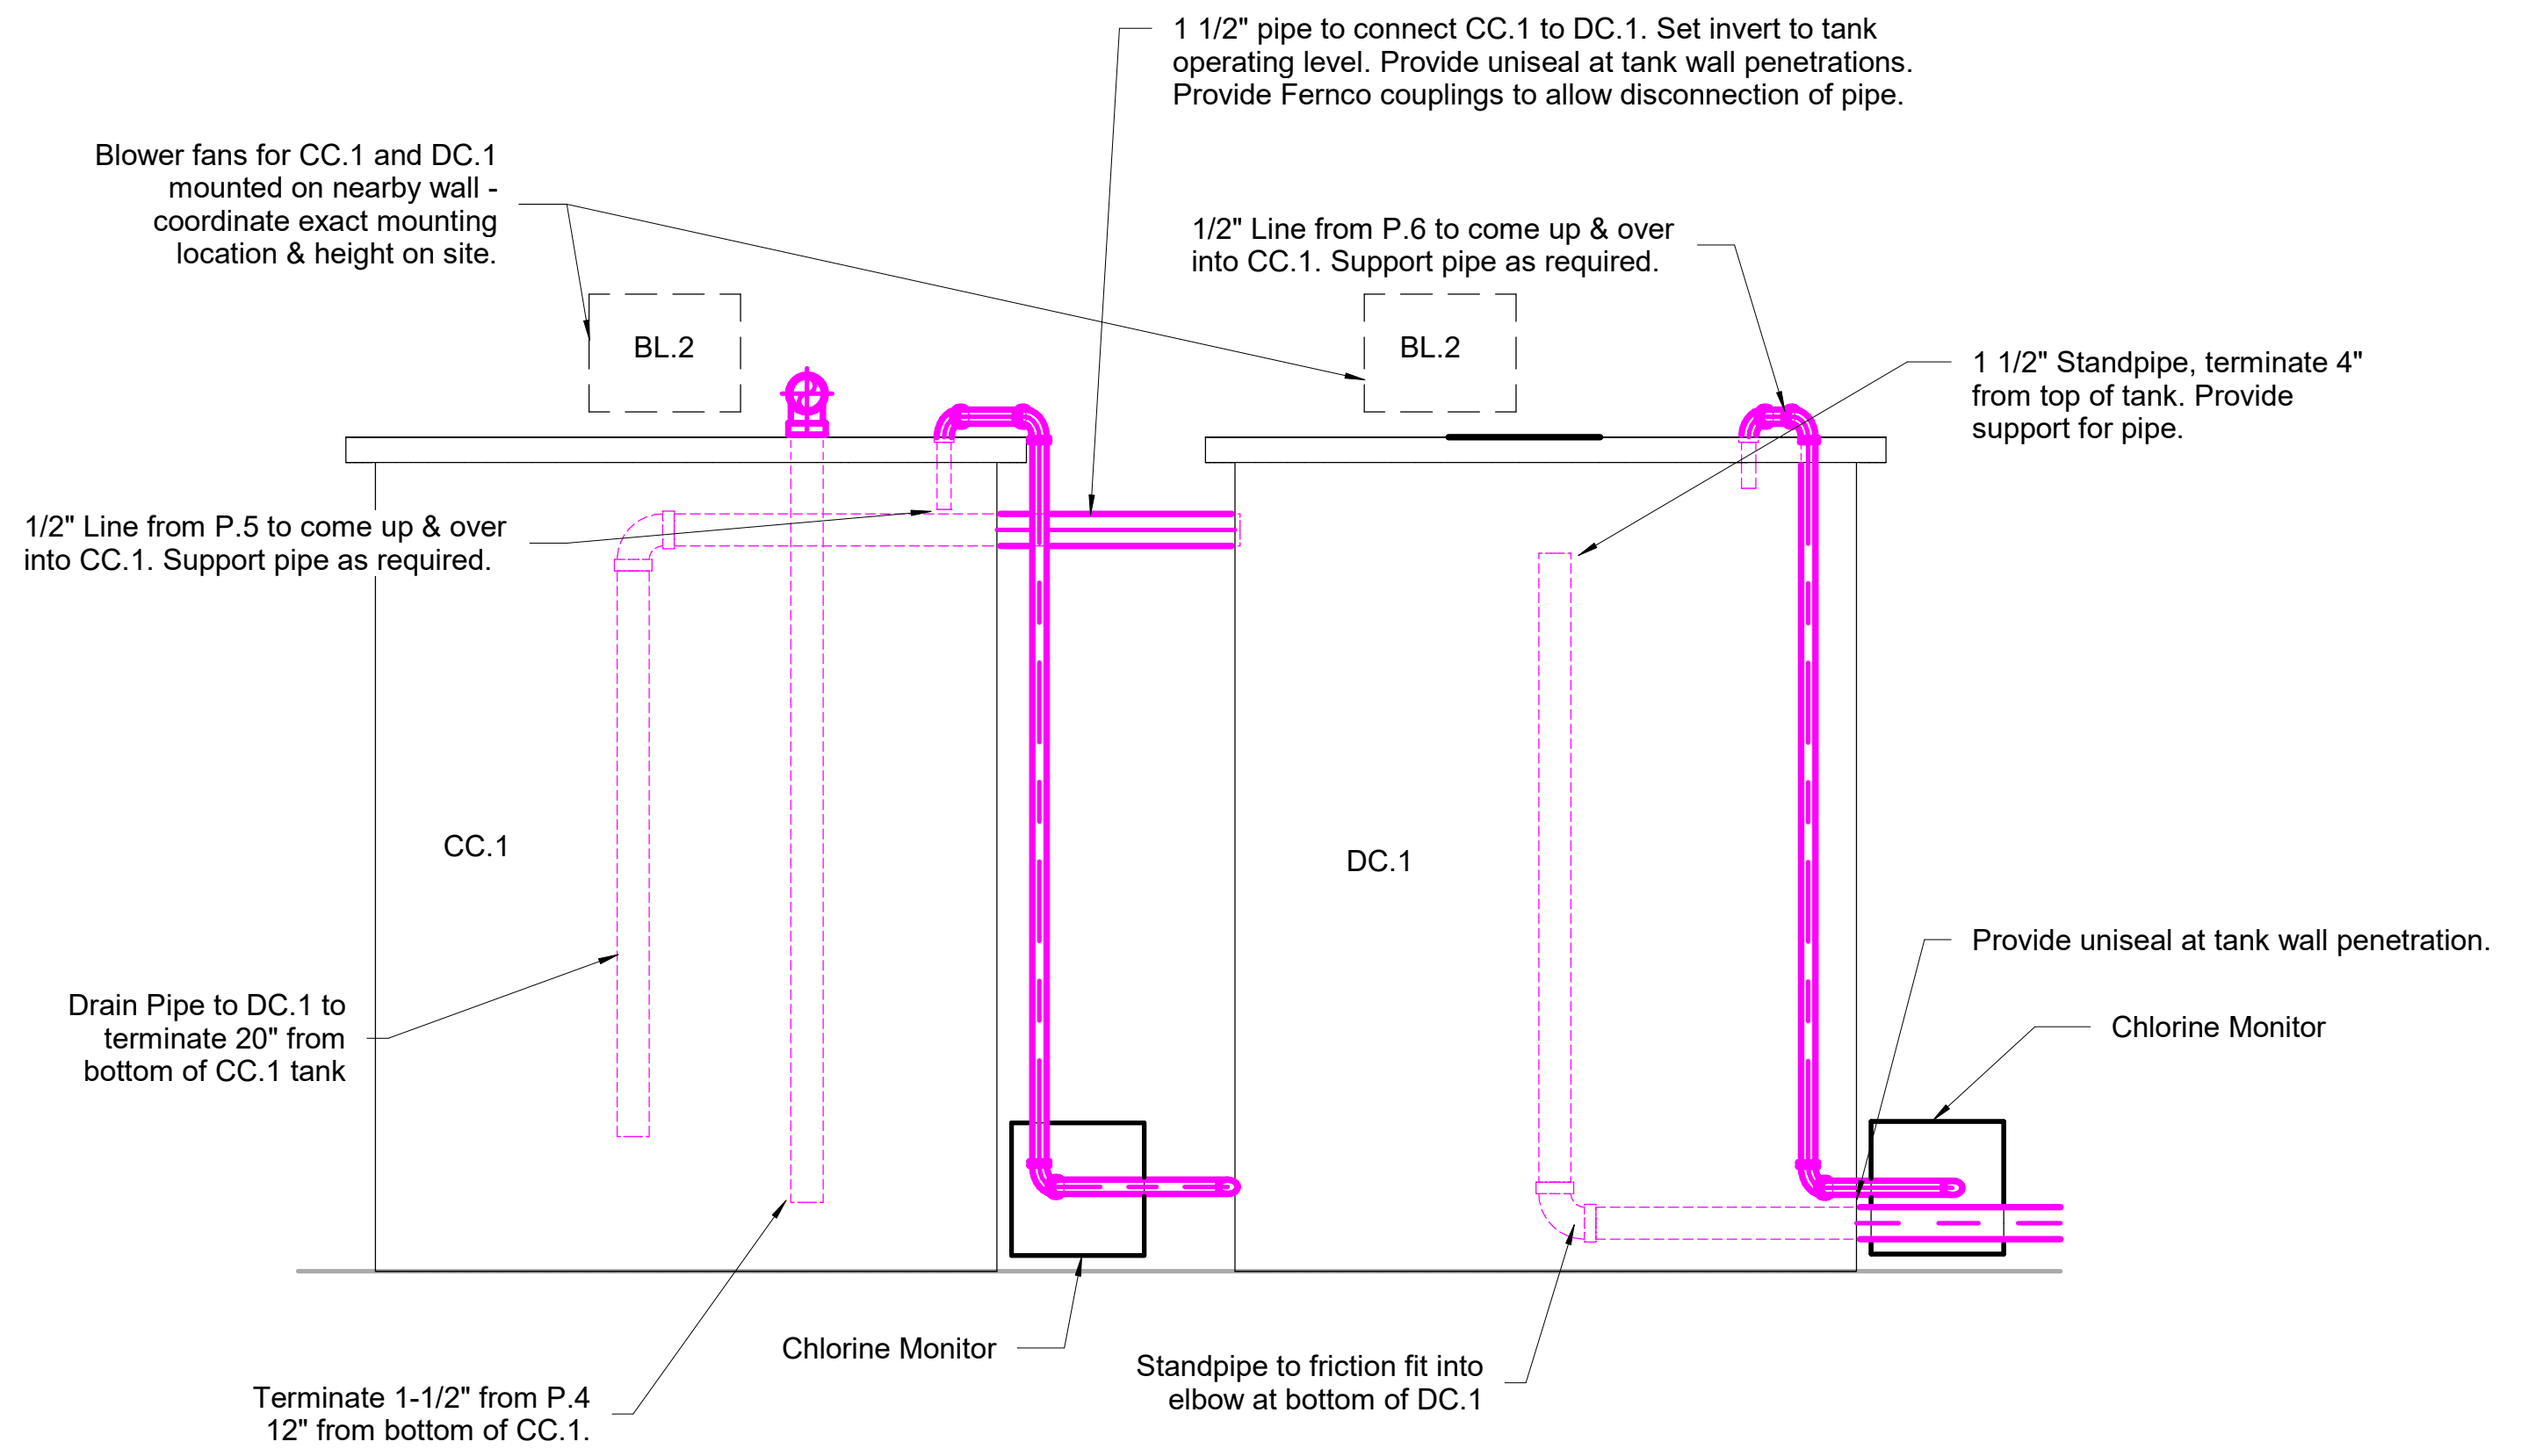 1 1/2" pipe to connect CC.1 to DC.1. Set invert to tank
operating level. Provide uniseal at tank wall penetrations.
Provide Fernco couplings to allow disconnection of pipe.
Blower fans for CC.1 and DC.1
mounted on nearby wall -
coordinate exact mounting
location & height on site.
1/2" Line from P.6 to come up & over
into CC.1. Support pipe as required.
BL.2
BL.2
1 1/2" Standpipe, terminate 4"
from top of tank. Provide
support for pipe.
1/2" Line from P.5 to come up & over
into CC.1. Support pipe as required.
CC.1
DC.1
Provide uniseal at tank wall penetration.
Drain Pipe to DC.1 to
terminate 20" from
bottom of CC.1 tank
Chlorine Monitor
Chlorine Monitor
Standpipe to friction fit into
elbow at bottom of DC.1
Terminate 1-1/2" from P.4
12" from bottom of CC.1.